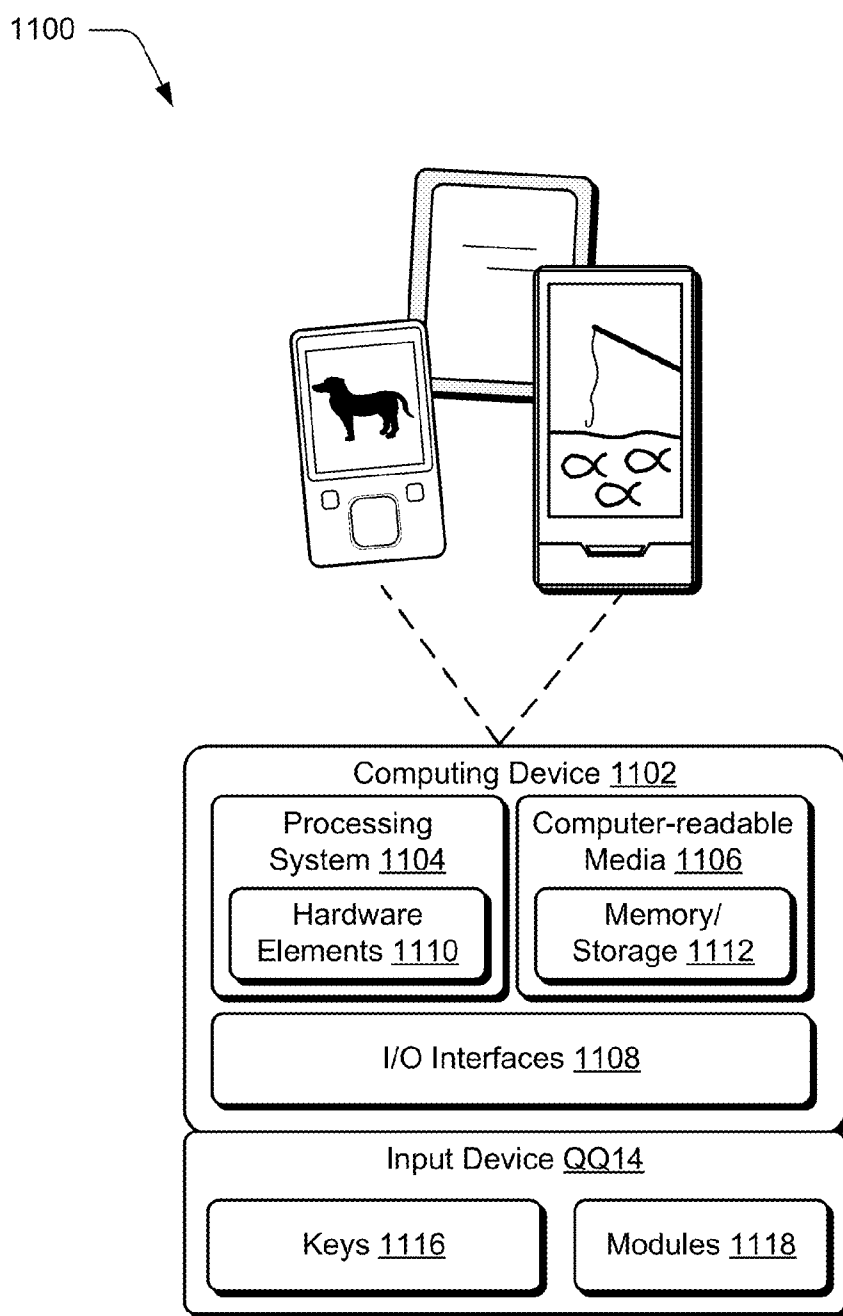 1100
Computing Device 1102
Processing
System 1104
Hardware
Elements 1110
Computer-readable
Media 1106
Memory/
Storage 1112
I/O Interfaces 1108
Input Device QQ14
Keys 1116
Modules 1118